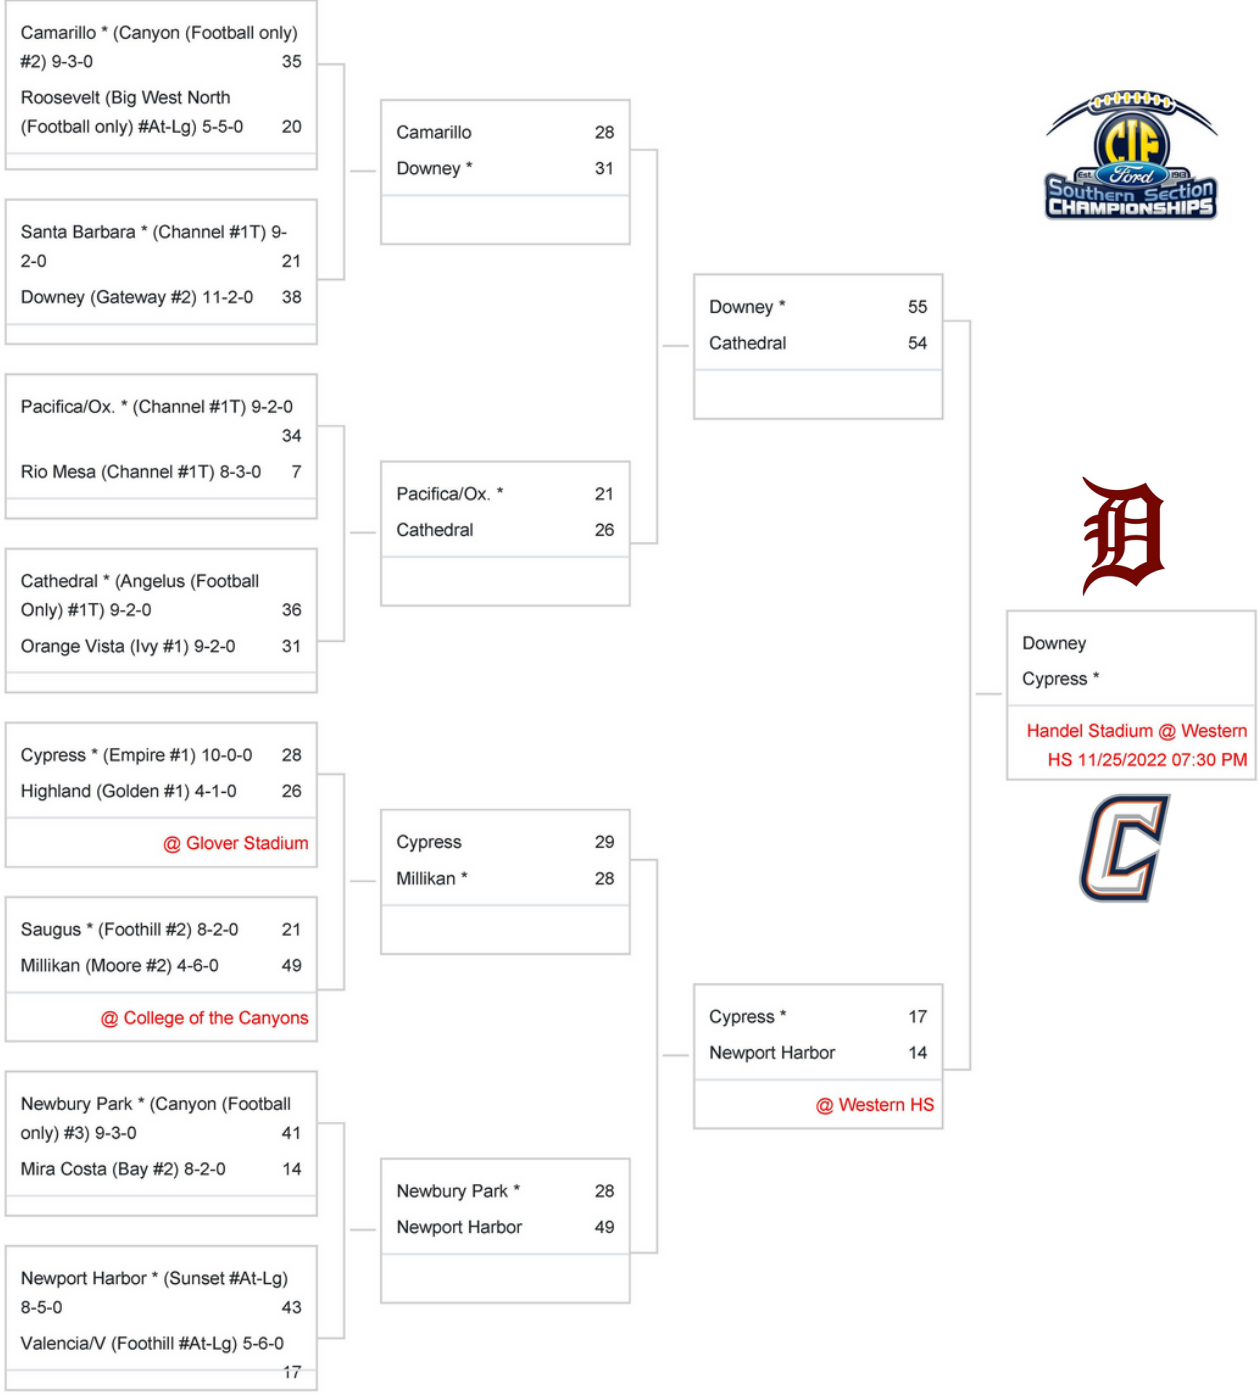 Camarillo * (Canyon (Football only)
#2) 9-3-0 35
Roosevelt (Big West North
(Football only) #At-Lg) 5-5-0 20
Santa Barbara * (Channel #1T) 9-
2-0 21
Downey (Gateway #2) 11-2-0 38
Pacifica/Ox. * (Channel #1T) 9-2-0
34
Rio Mesa (Channel #1T) 8-3-0 7
Cathedral * (Angelus (Football
Only) #1T) 9-2-0 36
Orange Vista (Ivy #1) 9-2-0 31
Cypress * (Empire #1) 10-0-0 28
Highland (Golden #1) 4-1-0 26
@ Glover Stadium
Saugus * (Foothill #2) 8-2-0 21
Millikan (Moore #2) 4-6-0 49
@ College of the Canyons
Newbury Park * (Canyon (Football
only) #3) 9-3-0 41
Mira Costa (Bay #2) 8-2-0 14
Newport Harbor * (Sunset #At-Lg)
8-5-0 43
Valencia/V (Foothill #At-Lg) 5-6-0
17
Camarillo 28
Downey * 31
Pacifica/Ox. * 21
Cathedral 26
Cypress 29
Millikan * 28
Newbury Park * 28
Newport Harbor 49
Downey * 55
Cathedral 54
Cypress * 17
Newport Harbor 14
@ Western HS
CIF
Est. Ford 1913
Southern Section
CHAMPIONSHIPS
D
Downey
Cypress *
Handel Stadium @ Western
HS 11/25/2022 07:30 PM
C